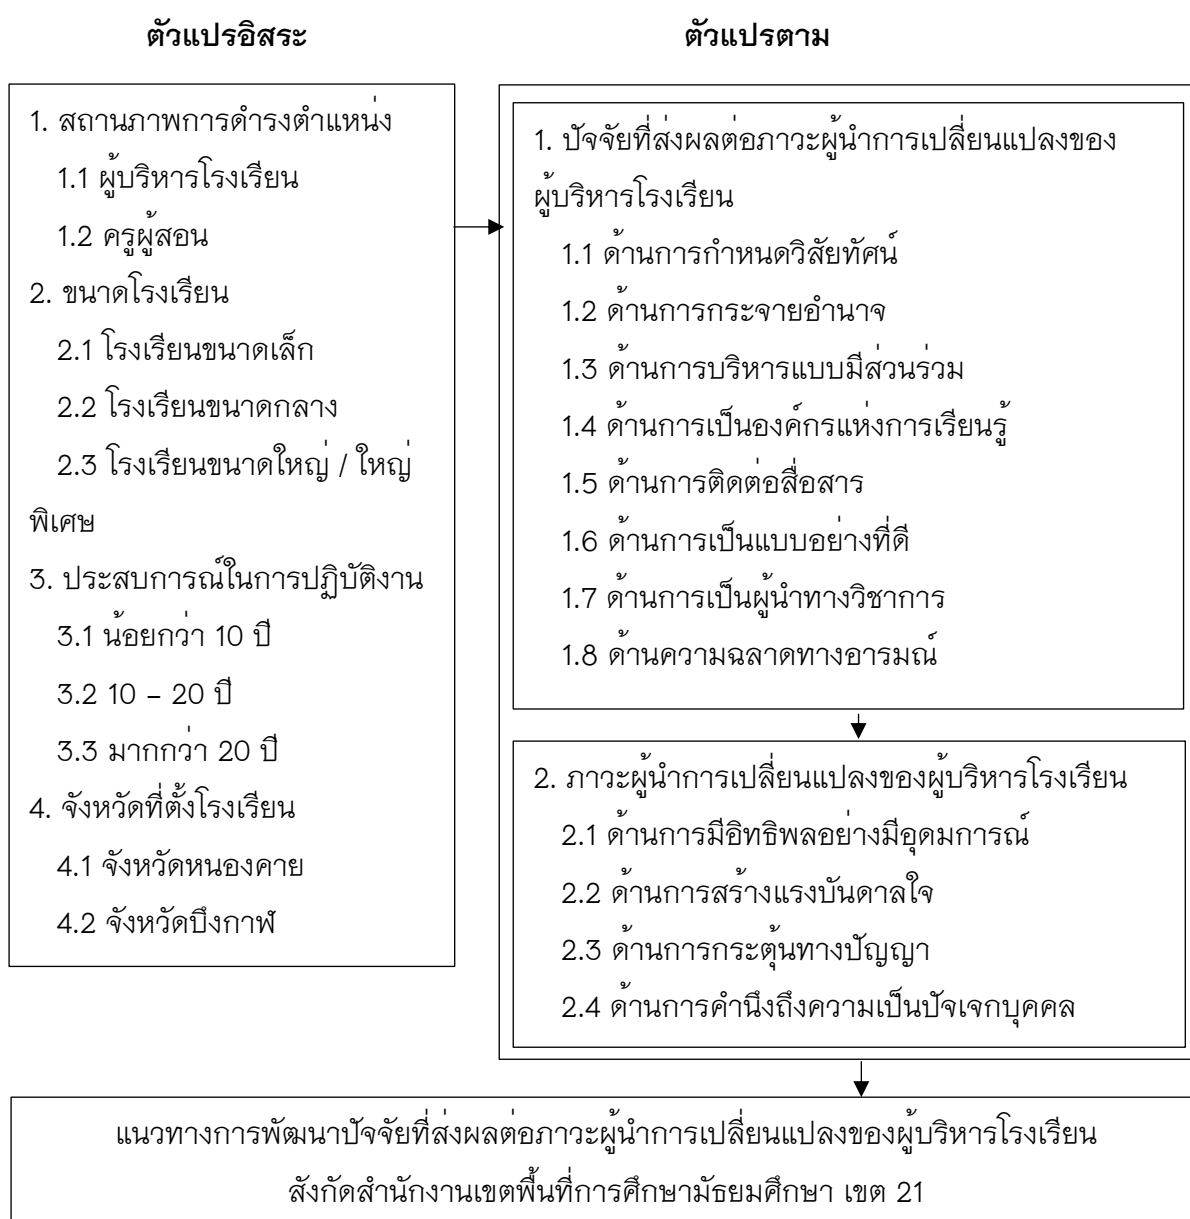 ตัวแปรอิสระ
ตัวแปรตาม
1. สถานภาพการดำรงตำแหน่ง
1.1 ผู้บริหารโรงเรียน
1.2 ครูผู้สอน
2. ขนาดโรงเรียน
2.1 โรงเรียนขนาดเล็ก
2.2 โรงเรียนขนาดกลาง
2.3 โรงเรียนขนาดใหญ่ / ใหญ่
พิเศษ
3. ประสบการณ์ในการปฏิบัติงาน
3.1 น้อยกว่า 10 ปี
3.2 10 – 20 ปี
3.3 มากกว่า 20 ปี
4. จังหวัดที่ตั้งโรงเรียน
4.1 จังหวัดหนองคาย
4.2 จังหวัดบึงกาฬ
1. ปัจจัยที่ส่งผลต่อภาวะผู้นำการเปลี่ยนแปลงของ
ผู้บริหารโรงเรียน
1.1 ด้านการกำหนดวิสัยทัศน์
1.2 ด้านการกระจายอำนาจ
1.3 ด้านการบริหารแบบมีส่วนร่วม
1.4 ด้านการเป็นองค์กรแห่งการเรียนรู้
1.5 ด้านการติดต่อสื่อสาร
1.6 ด้านการเป็นแบบอย่างที่ดี
1.7 ด้านการเป็นผู้นำทางวิชาการ
1.8 ด้านความฉลาดทางอารมณ์
2. ภาวะผู้นำการเปลี่ยนแปลงของผู้บริหารโรงเรียน
2.1 ด้านการมีอิทธิพลอย่างมีอุดมการณ์
2.2 ด้านการสร้างแรงบันดาลใจ
2.3 ด้านการกระตุ้นทางปัญญา
2.4 ด้านการคำนึงถึงความเป็นปัจเจกบุคคล
แนวทางการพัฒนาปัจจัยที่ส่งผลต่อภาวะผู้นำการเปลี่ยนแปลงของผู้บริหารโรงเรียน
สังกัดสำนักงานเขตพื้นที่การศึกษามัธยมศึกษา เขต 21